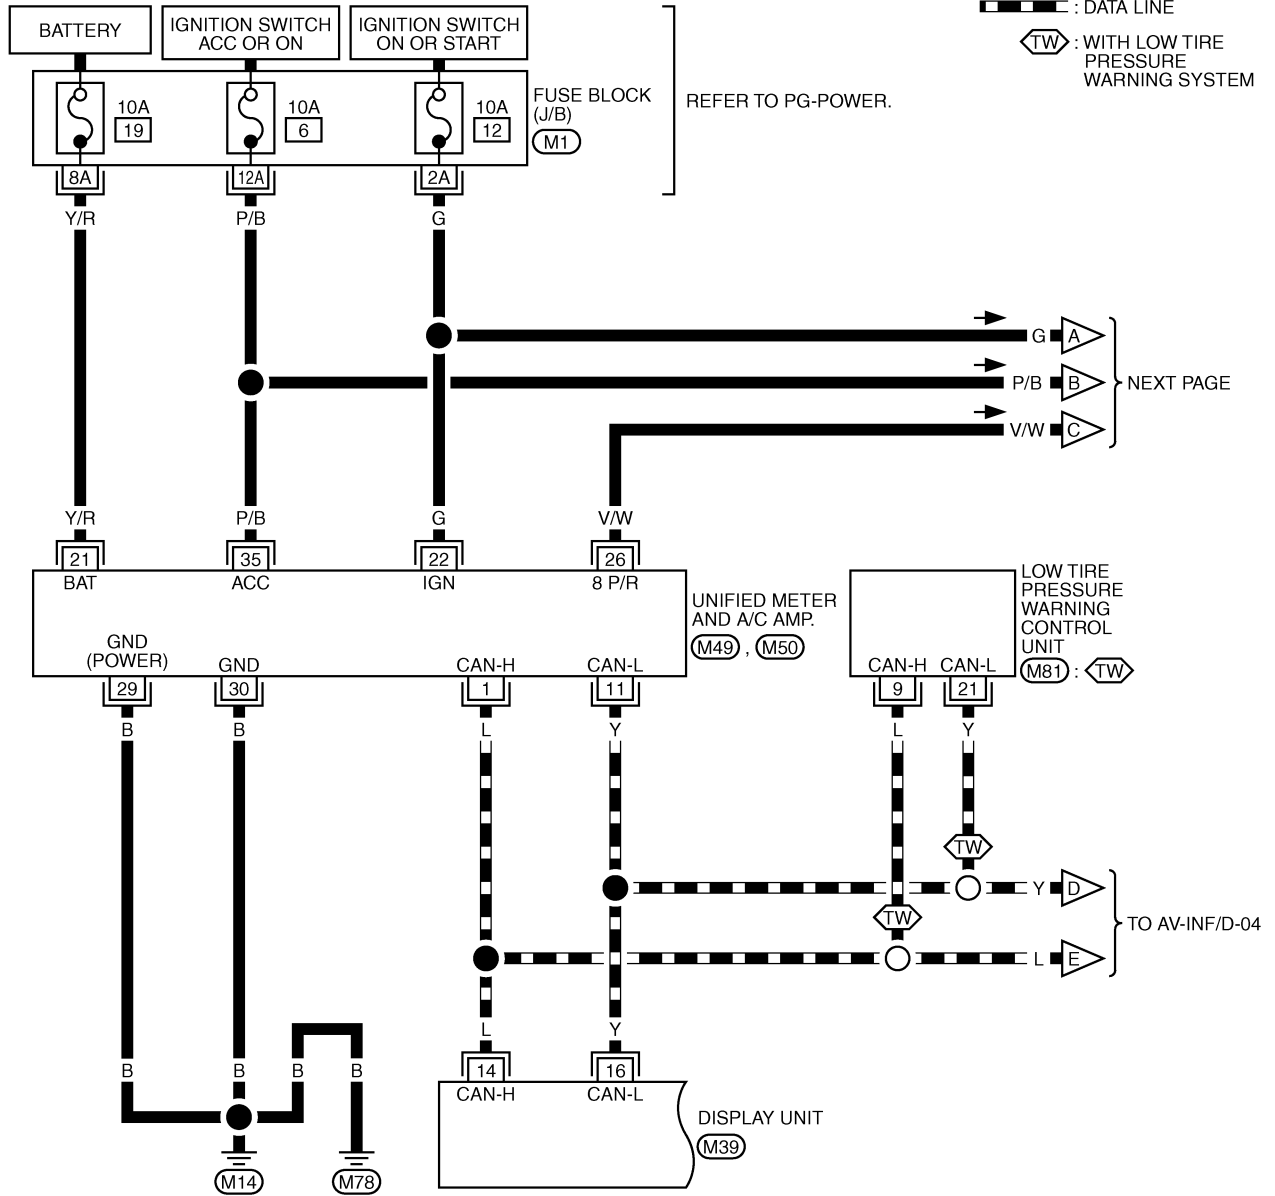 BATTERY
IGNITION SWITCH
ACC OR ON
IGNITION SWITCH
ON OR START
: DATA LINE
TW : WITH LOW TIRE
PRESSURE
WARNING SYSTEM
10A
19
10A
6
10A
12
FUSE BLOCK
(J/B)
M1
REFER TO PG-POWER.
8A
12A
2A
Y/R
P/B
G
G A
P/B B
V/W C
NEXT PAGE
Y/R
P/B
G
V/W
21
35
22
26
BAT
ACC
IGN
8 P/R
UNIFIED METER
AND A/C AMP.
M49 , M50
LOW TIRE
PRESSURE
WARNING
CONTROL
UNIT
M81 : TW
GND
(POWER)
GND
CAN-H
CAN-L
CAN-H
CAN-L
29
30
1
11
9
21
B
B
L
Y
L
Y
TW
Y D
TW
L E
TO AV-INF/D-04
L
Y
B
B
B
B
14
16
CAN-H
CAN-L
DISPLAY UNIT
M39
M14
M78